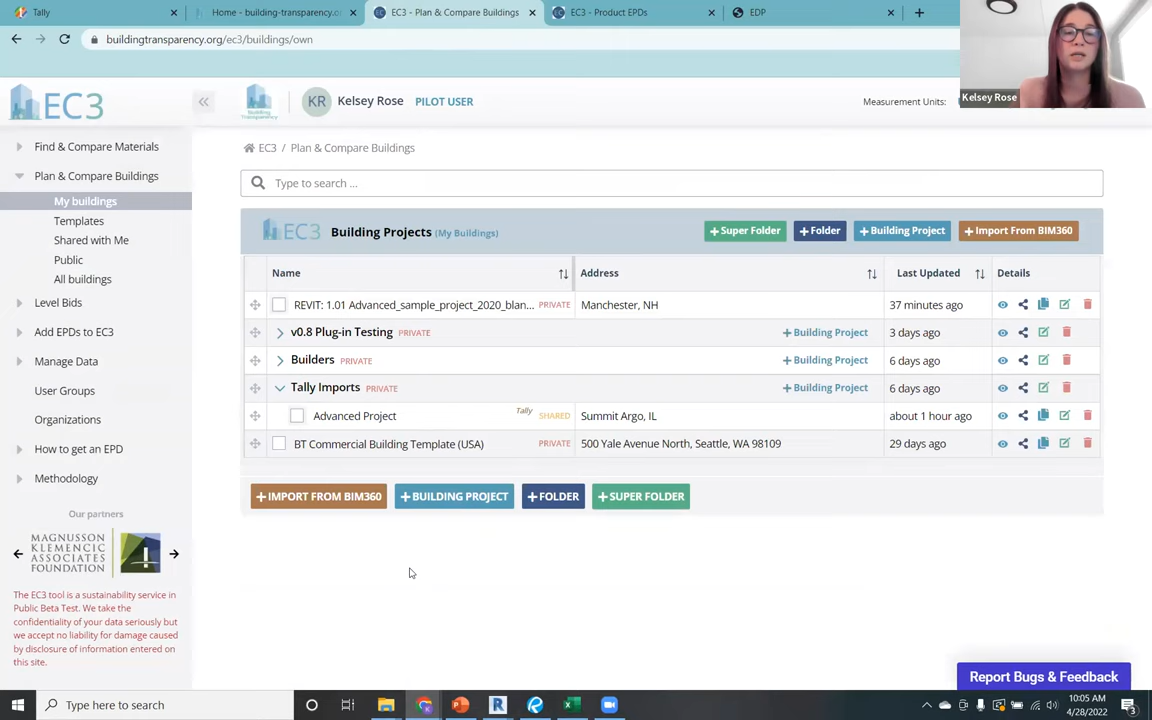 Tally
Home - building-transparency.or
EC3 - Plan & Compare Buildings
EC3 - Product EPDs
EDP
buildingtransparency.org/ec3/buildings/own
Kelsey Rose
EC3
Building
Transparency
KR
Kelsey Rose
PILOT USER
Measurement Units:
Find & Compare Materials
Plan & Compare Buildings
My buildings
Templates
Shared with Me
Public
All buildings
Level Bids
Add EPDs to EC3
Manage Data
User Groups
Organizations
How to get an EPD
Methodology
Our partners
MAGNUSSON
KLEMENCIC
ASSOCIATES
FOUNDATION
The EC3 tool is a sustainability service in
Public Beta Test. We take the
confidentiality of your data seriously but
we accept no liability for damage caused
by disclosure of information entered on
this site.
EC3 / Plan & Compare Buildings
Type to search ...
EC3 Building Projects (My Buildings)
+ Super Folder
+ Folder
+ Building Project
+ Import From BIM360
Name Address Last Updated Details
REVIT: 1.01 Advanced_sample_project_2020_blan... PRIVATE Manchester, NH 37 minutes ago
v0.8 Plug-in Testing PRIVATE + Building Project 3 days ago
Builders PRIVATE + Building Project 6 days ago
Tally Imports PRIVATE + Building Project 6 days ago
Advanced Project Tally SHARED Summit Argo, IL about 1 hour ago
BT Commercial Building Template (USA) PRIVATE 500 Yale Avenue North, Seattle, WA 98109 29 days ago
+ IMPORT FROM BIM360
+ BUILDING PROJECT
+ FOLDER
+ SUPER FOLDER
Report Bugs & Feedback
Type here to search
10:05 AM
4/28/2022
3